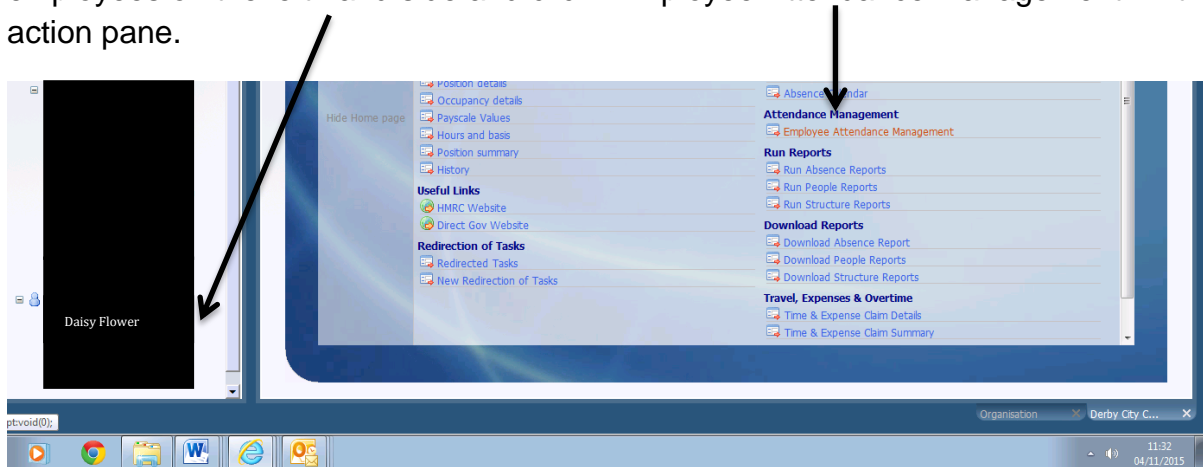 action pane.
Position details
Occupancy details
Hide Home page
Payscale Values
Hours and basis
Position summary
History
Useful Links
HMRC Website
Direct Gov Website
Redirection of Tasks
Redirected Tasks
New Redirection of Tasks
Absence
Attendance Management
Employee Attendance Management
Run Reports
Run Absence Reports
Run People Reports
Run Structure Reports
Download Reports
Download Absence Report
Download People Reports
Download Structure Reports
Travel, Expenses & Overtime
Time & Expense Claim Details
Time & Expense Claim Summary
Daisy Flower
Organisation
Derby City C...
pt:void(0);
11:32
04/11/2015